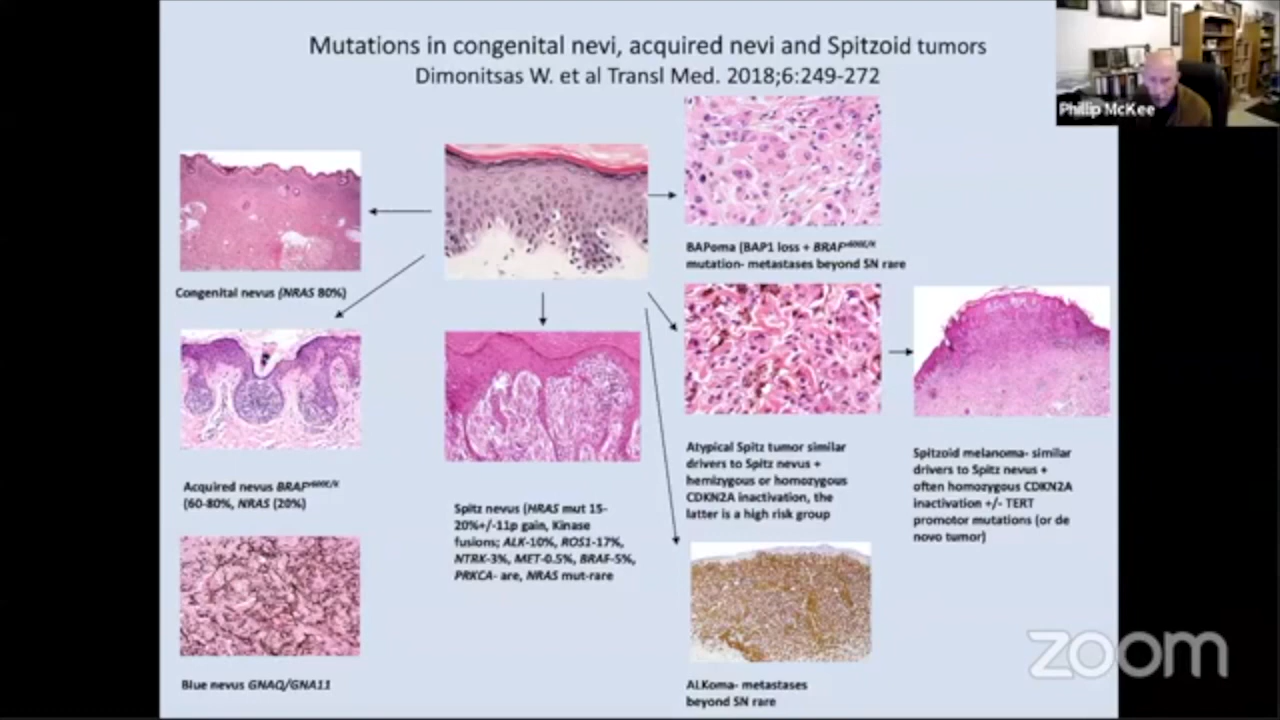 Mutations in congenital nevi, acquired nevi and Spitzoid tumors
Dimonitsas W. et al Transl Med. 2018;6:249-272
Phillip McKee
Congenital nevus (NRAS 80%)
Acquired nevus BRAFV600E/K
(60-80%, NRAS (20%)
Blue nevus GNAQ/GNA11
Spitz nevus (HRAS mut 15-
20%+/-11p gain, Kinase
fusions; ALK-10%, ROS1-17%,
NTRK-3%, MET-0.5%, BRAF-5%,
PRKCA- are, NRAS mut-rare
BAPoma (BAP1 loss + BRAFV600E/K
mutation- metastases beyond SN rare
Atypical Spitz tumor similar
drivers to Spitz nevus +
hemizygous or homozygous
CDKN2A inactivation, the
latter is a high risk group
ALKoma- metastases
beyond SN rare
Spitzoid melanoma- similar
drivers to Spitz nevus +
often homozygous CDKN2A
inactivation +/- TERT
promotor mutations (or de
novo tumor)
zoom